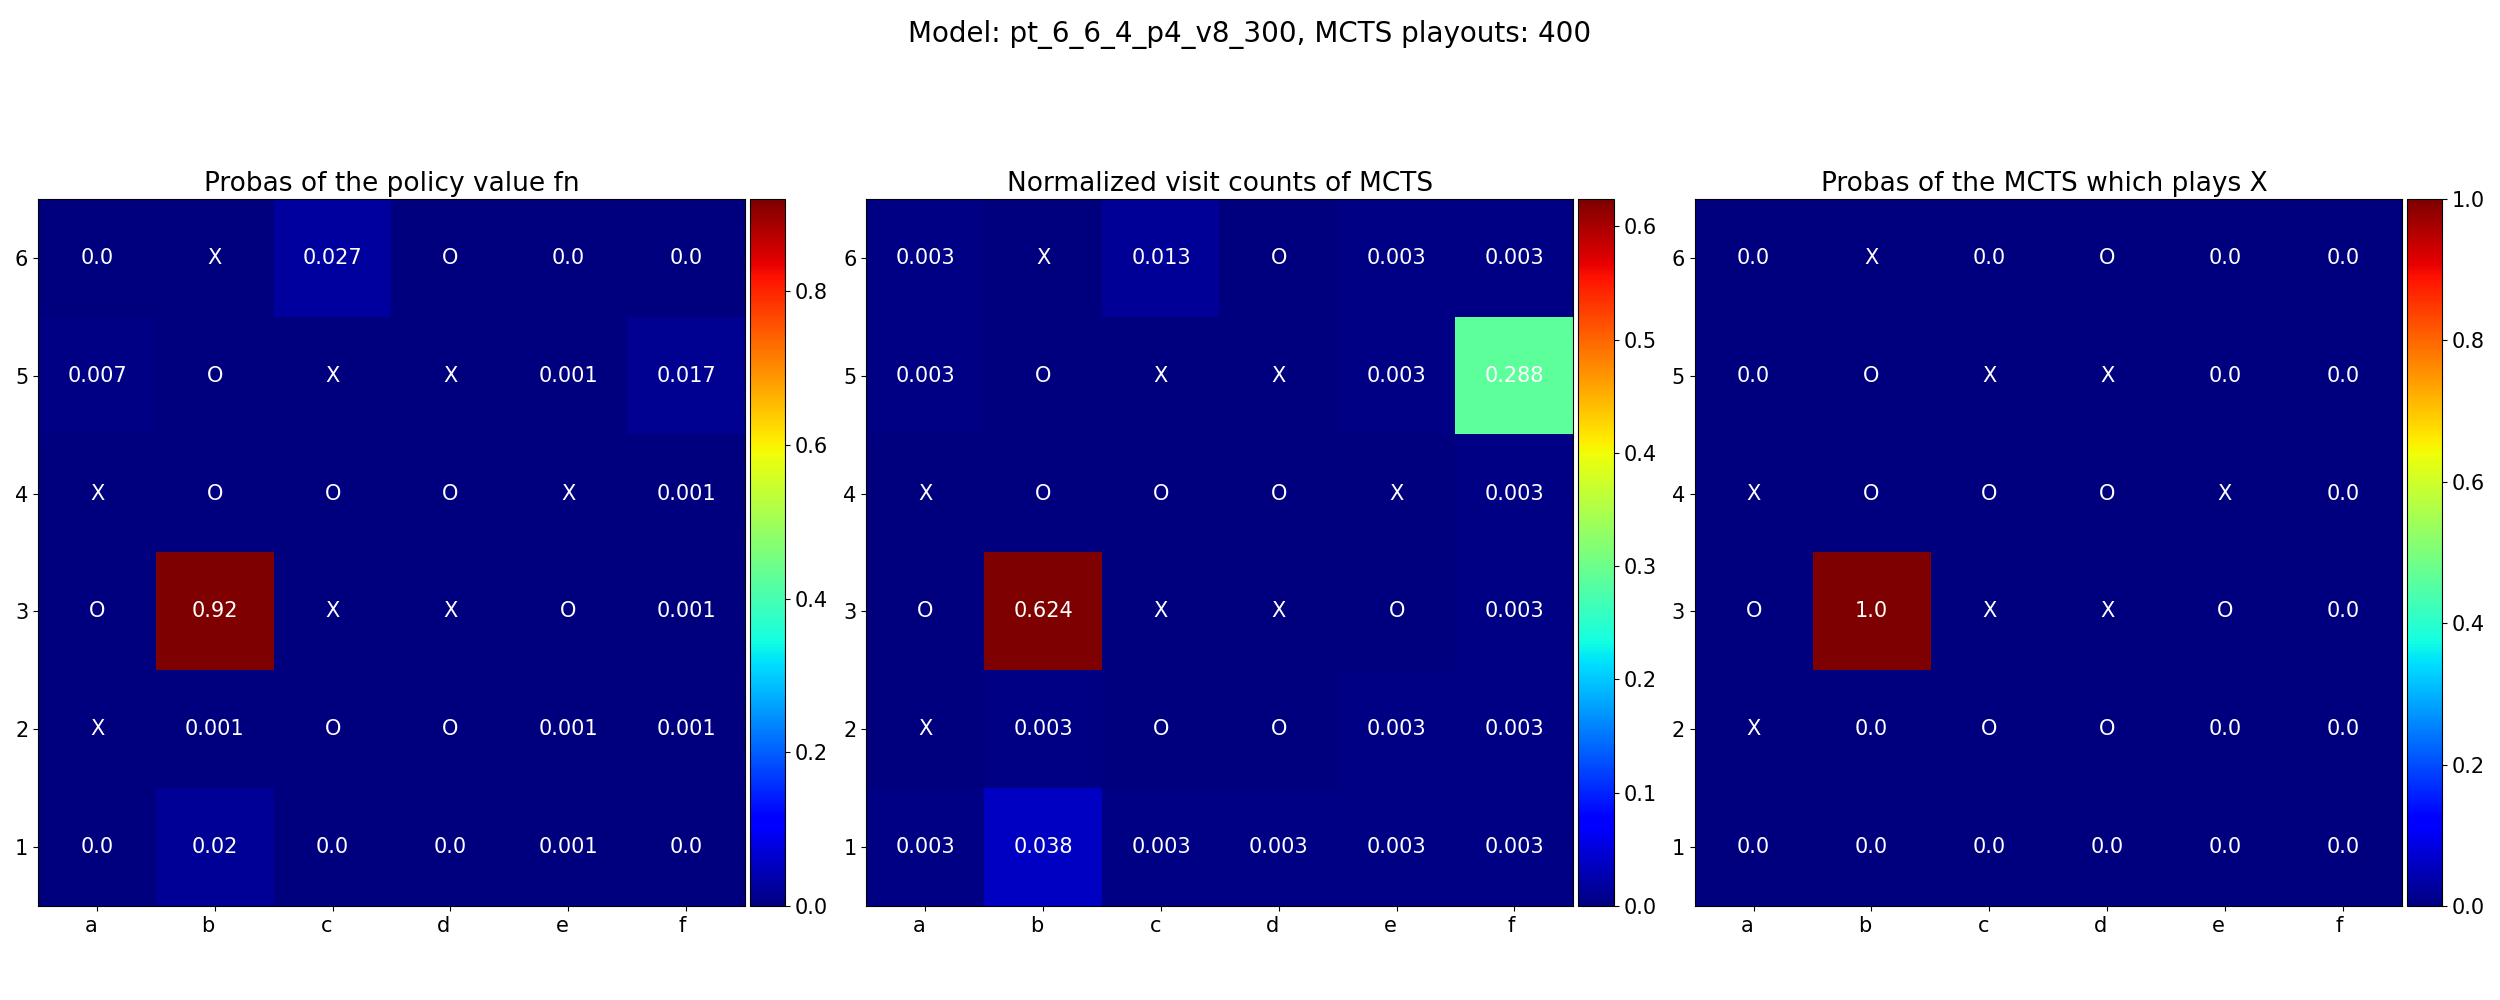 Model: pt_6_6_4_p4_v8_300, MCTS playouts: 400
Probas of the policy value fn
6 0.0 X 0.027 O 0.0 0.0
5 0.007 O X X 0.001 0.017
4 X O O O X 0.001
3 O 0.92 X X O 0.001
2 X 0.001 O O 0.001 0.001
1 0.0 0.02 0.0 0.0 0.001 0.0
a b c d e f
0.8
0.6
0.4
0.2
0.0
Normalized visit counts of MCTS
6 0.003 X 0.013 O 0.003 0.003
5 0.003 O X X 0.003 0.288
4 X O O O X 0.003
3 O 0.624 X X O 0.003
2 X 0.003 O O 0.003 0.003
1 0.003 0.038 0.003 0.003 0.003 0.003
a b c d e f
0.6
0.5
0.4
0.3
0.2
0.1
0.0
Probas of the MCTS which plays X
6 0.0 X 0.0 O 0.0 0.0
5 0.0 O X X 0.0 0.0
4 X O O O X 0.0
3 O 1.0 X X O 0.0
2 X 0.0 O O 0.0 0.0
1 0.0 0.0 0.0 0.0 0.0 0.0
a b c d e f
1.0
0.8
0.6
0.4
0.2
0.0